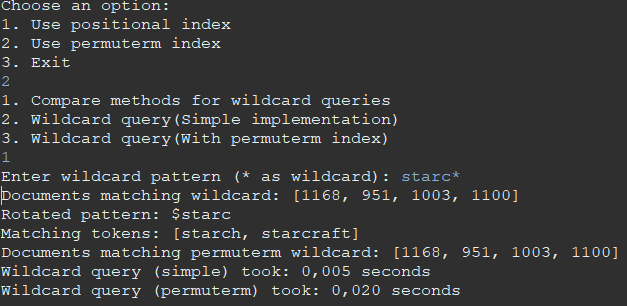 Choose an option:
1. Use positional index
2. Use permuterm index
3. Exit
2
1. Compare methods for wildcard queries
2. Wildcard query(Simple implementation)
3. Wildcard query(With permuterm index)
1
Enter wildcard pattern (* as wildcard): starc*
Documents matching wildcard: [1168, 951, 1003, 1100]
Rotated pattern: $starc
Matching tokens: [starch, starcraft]
Documents matching permuterm wildcard: [1168, 951, 1003, 1100]
Wildcard query (simple) took: 0,005 seconds
Wildcard query (permuterm) took: 0,020 seconds